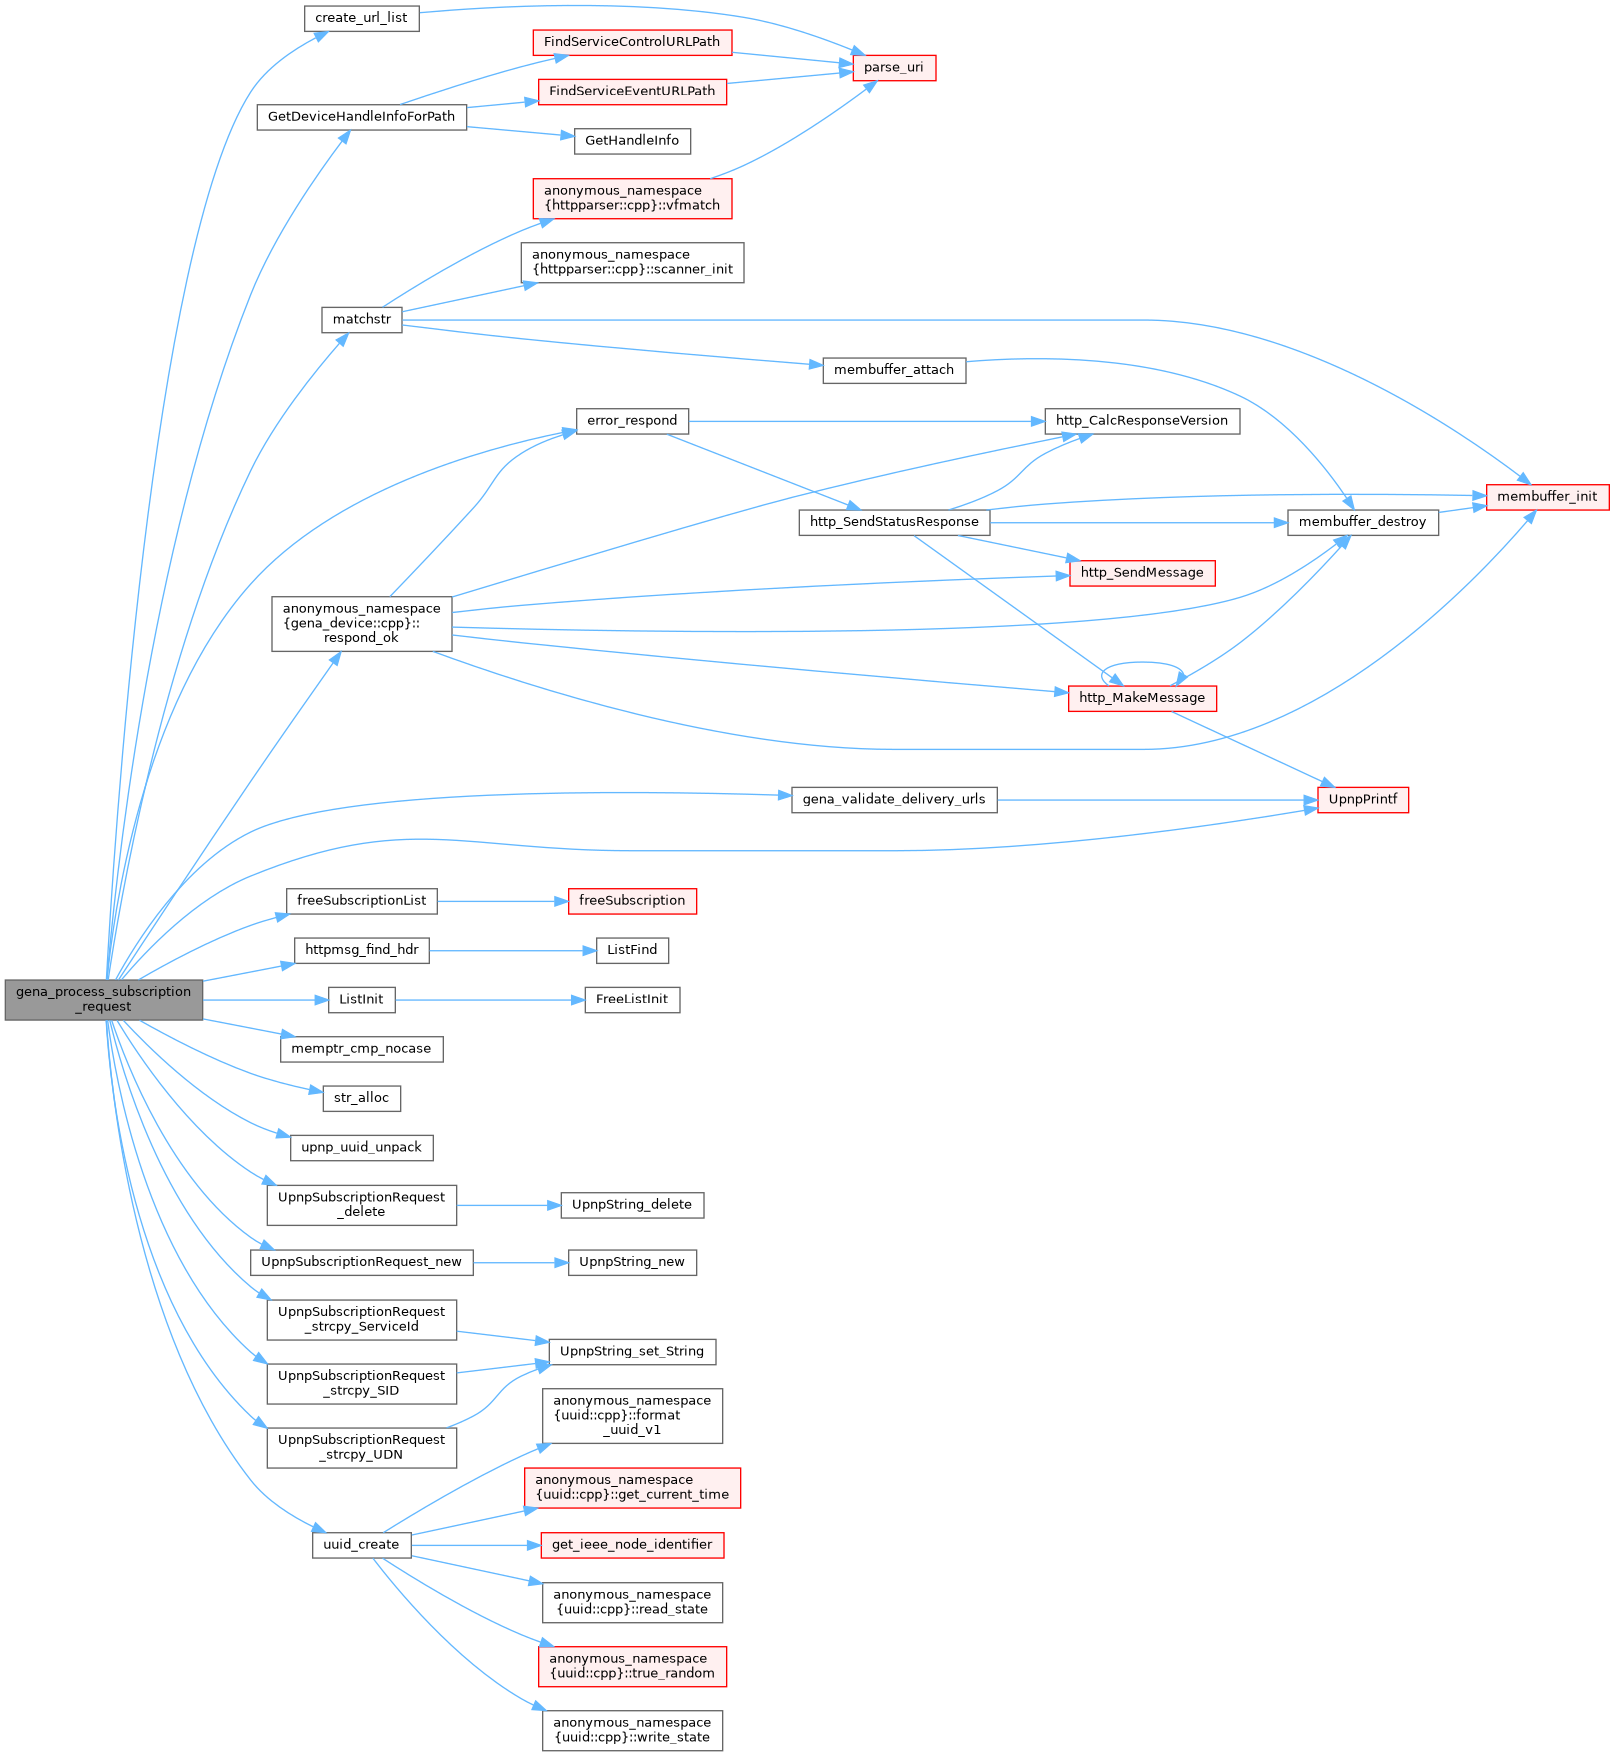 create_url_list
FindServiceControlURLPath
parse_uri
FindServiceEventURLPath
GetDeviceHandleInfoForPath
GetHandleInfo
anonymous_namespace
{httpparser::cpp}::vfmatch
anonymous_namespace
{httpparser::cpp}::scanner_init
matchstr
membuffer_attach
error_respond
http_CalcResponseVersion
membuffer_init
http_SendStatusResponse
membuffer_destroy
http_SendMessage
anonymous_namespace
{gena_device::cpp}::
respond_ok
http_MakeMessage
gena_validate_delivery_urls
UpnpPrintf
freeSubscriptionList
freeSubscription
httpmsg_find_hdr
ListFind
gena_process_subscription
_request
ListInit
FreeListInit
memptr_cmp_nocase
str_alloc
upnp_uuid_unpack
UpnpSubscriptionRequest
_delete
UpnpString_delete
UpnpSubscriptionRequest_new
UpnpString_new
UpnpSubscriptionRequest
_strcpy_ServiceId
UpnpString_set_String
UpnpSubscriptionRequest
_strcpy_SID
anonymous_namespace
{uuid::cpp}::format
_uuid_v1
UpnpSubscriptionRequest
_strcpy_UDN
anonymous_namespace
{uuid::cpp}::get_current_time
uuid_create
get_ieee_node_identifier
anonymous_namespace
{uuid::cpp}::read_state
anonymous_namespace
{uuid::cpp}::true_random
anonymous_namespace
{uuid::cpp}::write_state